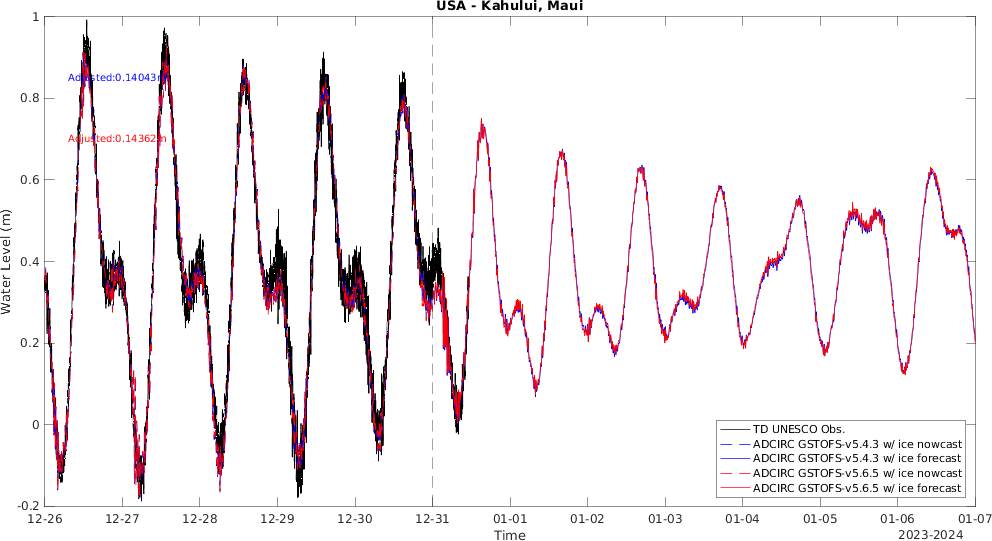 USA - Kahului, Maui
1
0.8
0.6
0.4
0.2
0
-0.2
Water Level (m)
Adjusted:0.14043m
Adjusted:0.14362m
TD UNESCO Obs.
ADCIRC GSTOFS-v5.4.3 w/ ice nowcast
ADCIRC GSTOFS-v5.4.3 w/ ice forecast
ADCIRC GSTOFS-v5.6.5 w/ ice nowcast
ADCIRC GSTOFS-v5.6.5 w/ ice forecast
12-26 12-27 12-28 12-29 12-30 12-31 01-01 01-02 01-03 01-04 01-05 01-06 01-07
Time
2023-2024